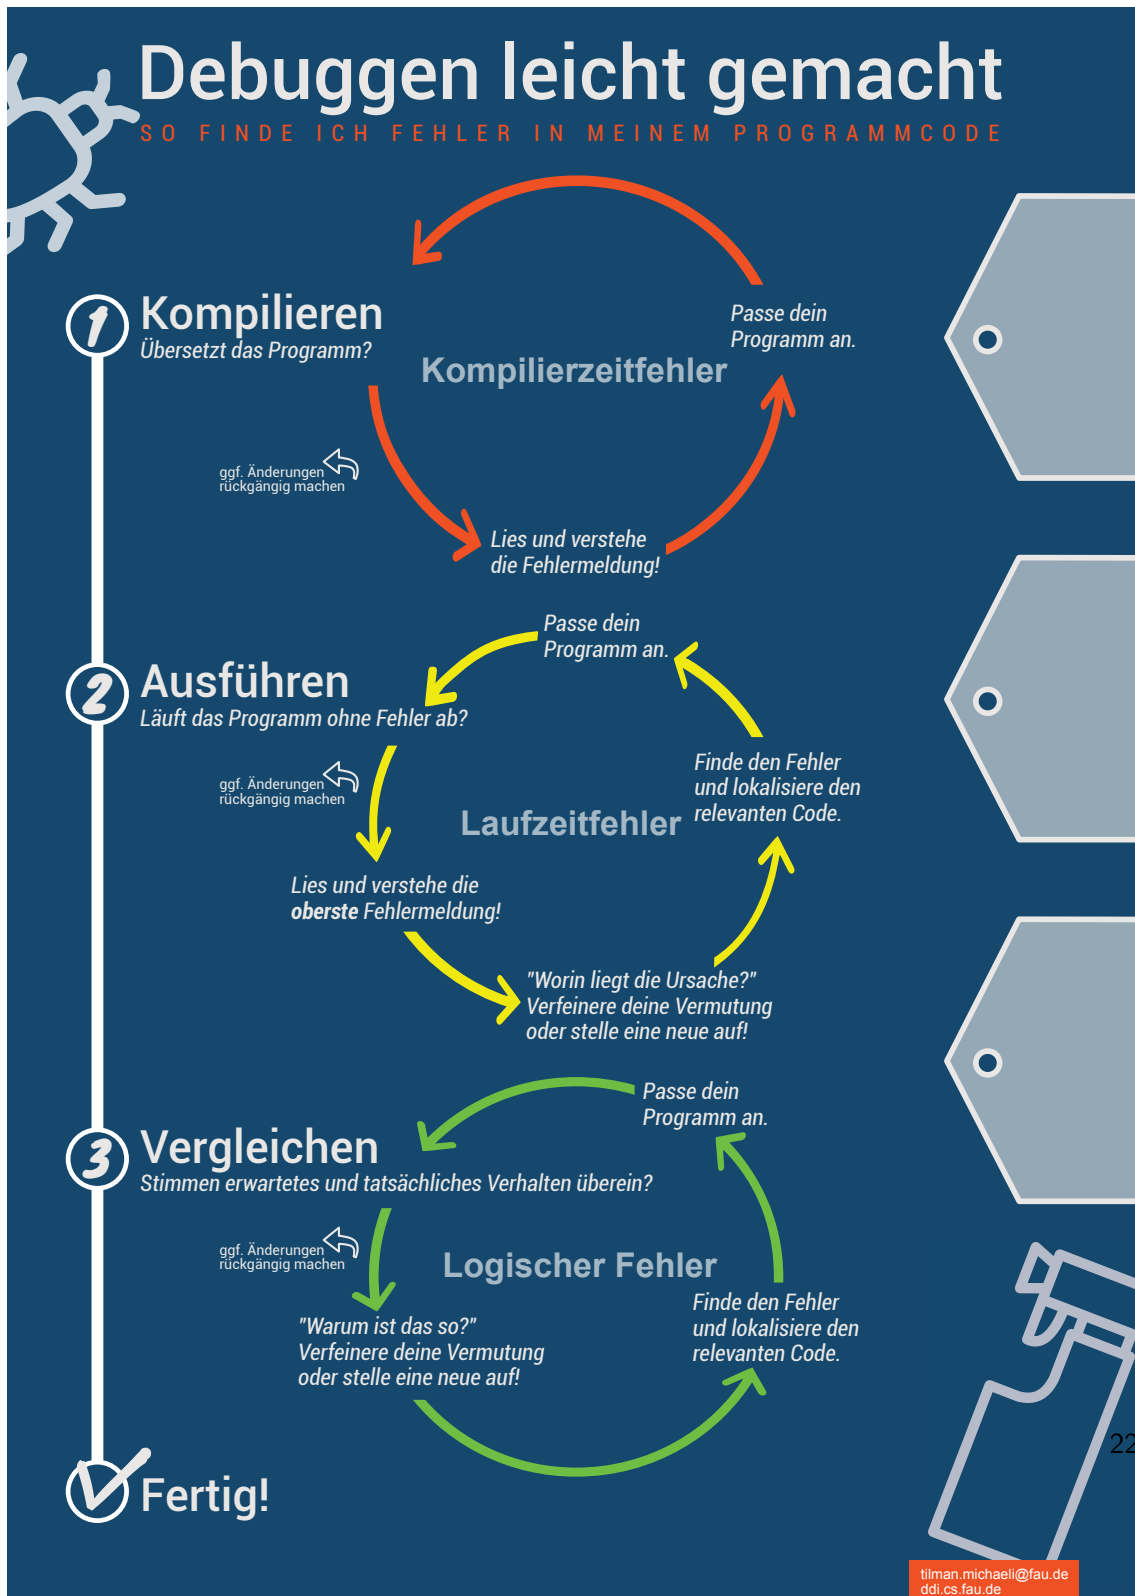 Debuggen leicht gemacht
SO FINDE ICH FEHLER IN MEINEM PROGRAMMCODE
1
Kompilieren
Übersetzt das Programm?
Passe dein
Programm an.
Kompilierzeitfehler
ggf. Änderungen
rückgängig machen
Lies und verstehe
die Fehlermeldung!
Passe dein
Programm an.
2
Ausführen
Läuft das Programm ohne Fehler ab?
ggf. Änderungen
rückgängig machen
Finde den Fehler
und lokalisiere den
relevanten Code.
Laufzeitfehler
Lies und verstehe die
oberste Fehlermeldung!
"Worin liegt die Ursache?"
Verfeinere deine Vermutung
oder stelle eine neue auf!
Passe dein
Programm an.
3
Vergleichen
Stimmen erwartetes und tatsächliches Verhalten überein?
ggf. Änderungen
rückgängig machen
Logischer Fehler
"Warum ist das so?"
Verfeinere deine Vermutung
oder stelle eine neue auf!
Finde den Fehler
und lokalisiere den
relevanten Code.
22
Fertig!
tilman.michaeli@fau.de
ddi.cs.fau.de